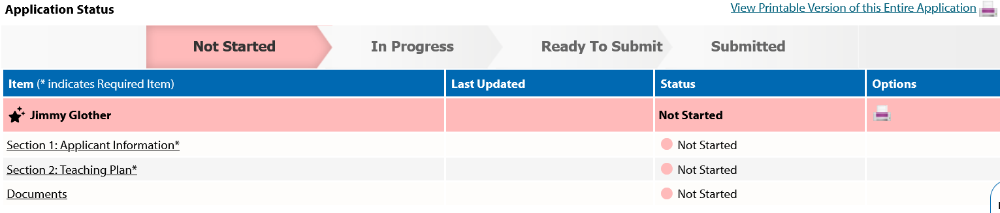 Application Status
View Printable Version of this Entire Application
Not Started
In Progress
Ready To Submit
Submitted
Item (* indicates Required Item)
Last Updated
Status
Options
Jimmy Glother
Not Started
Section 1: Applicant Information*
Not Started
Section 2: Teaching Plan*
Not Started
Documents
Not Started